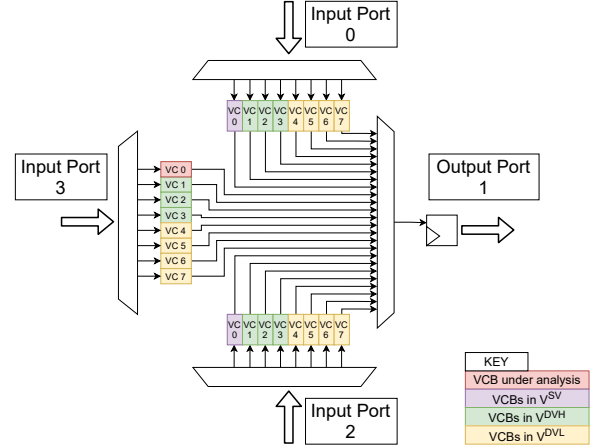 Input Port
0
VC 0 VC 1 VC 2 VC 3 VC 4 VC 5 VC 6 VC 7
Input Port
3
VC 0
VC 1
VC 2
VC 3
VC 4
VC 5
VC 6
VC 7
Output Port
1
VC 0 VC 1 VC 2 VC 3 VC 4 VC 5 VC 6 VC 7
Input Port
2
KEY
VCB under analysis
VCBs in V^SV
VCBs in V^DVH
VCBs in V^DVL